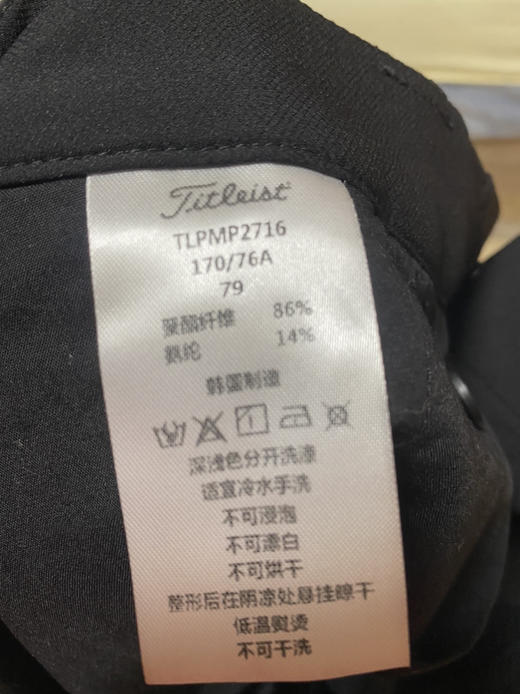 Titleist
TLPMP2716
170/76A
79
聚酯纤维 86%
氨纶 14%
韩国制造
深浅色分开洗涤
适宜冷水手洗
不可浸泡
不可漂白
不可烘干
整形后在阴凉处悬挂晾干
低温熨烫
不可干洗